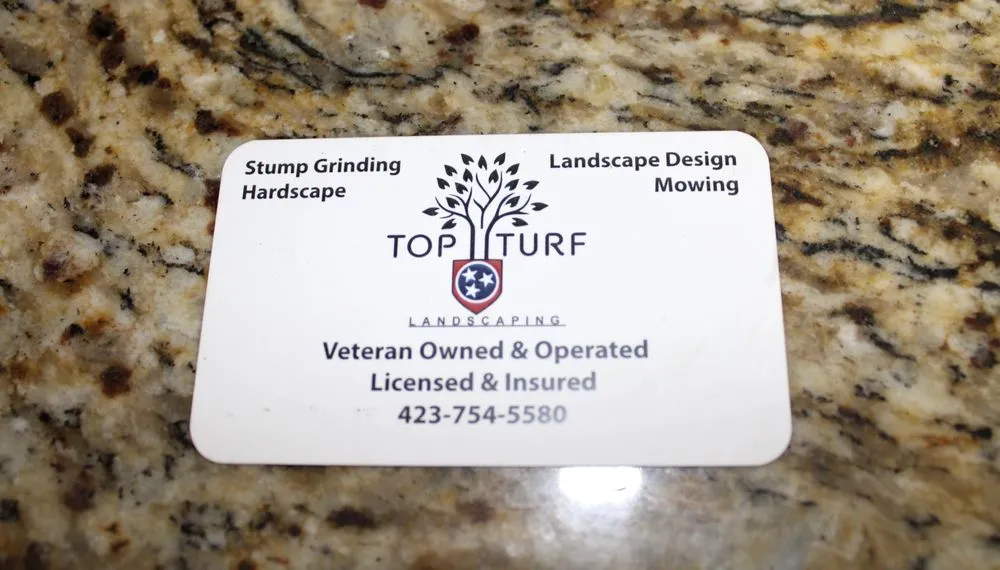 Stump Grinding
Hardscape
Landscape Design
Mowing
TOP TURF
LANDSCAPING
Veteran Owned & Operated
Licensed & Insured
423-754-5580